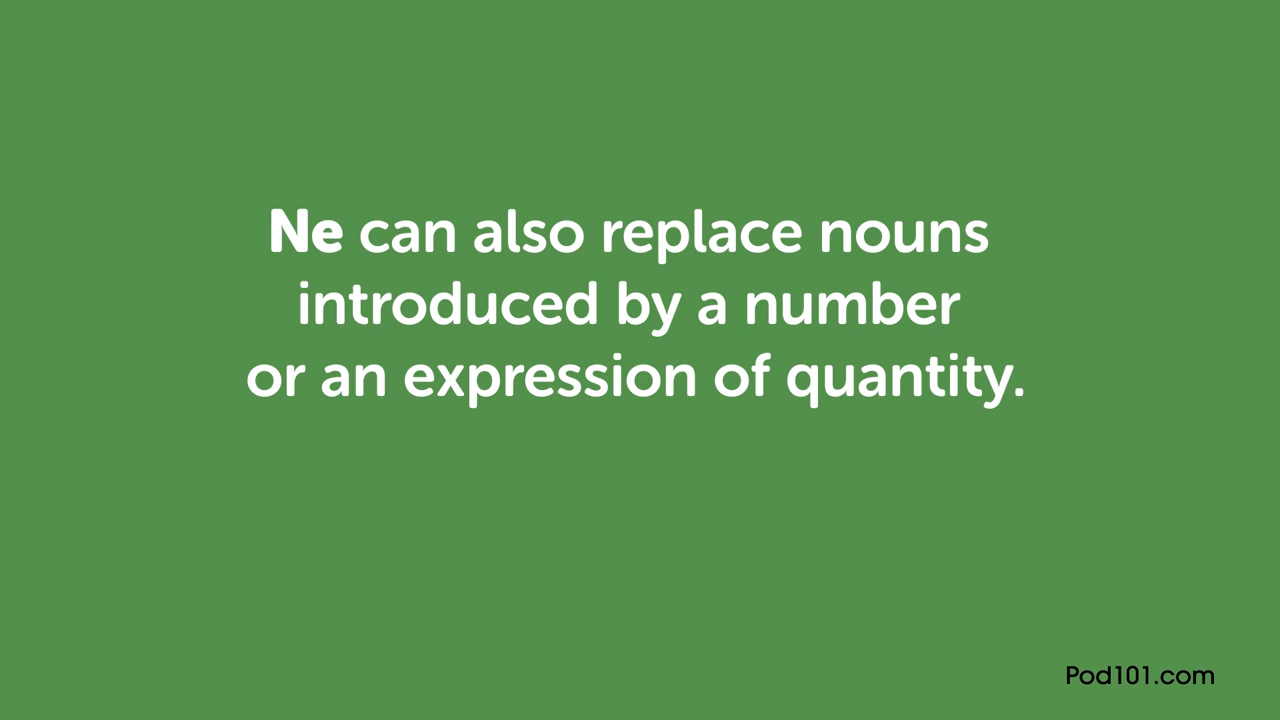 Ne can also replace nouns
introduced by a number
or an expression of quantity.
Pod101.com